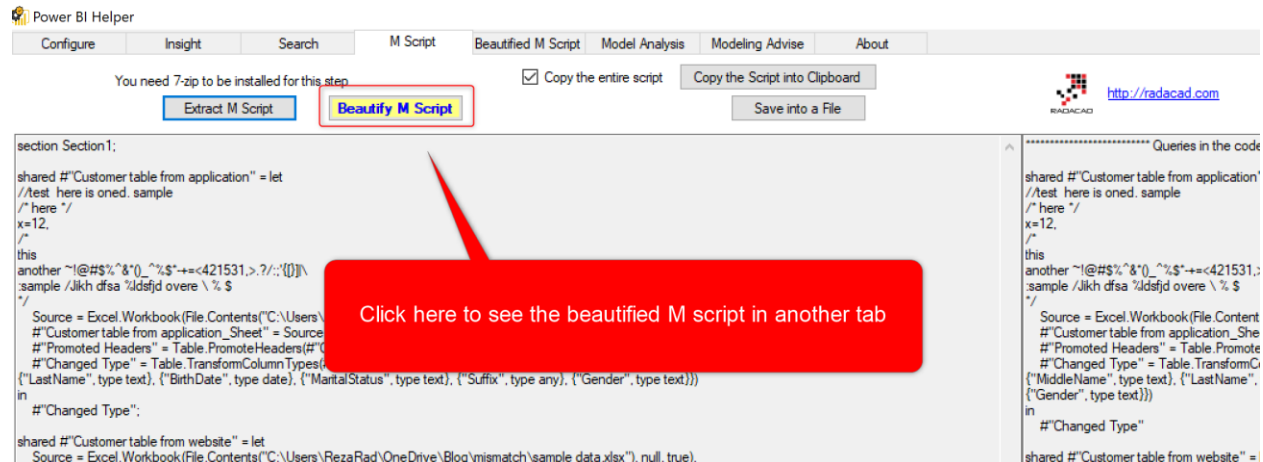 Power BI Helper
Configure Insight Search M Script Beautified M Script Model Analysis Modeling Advise About
You need 7-zip to be installed for this step
Copy the entire script Copy the Script into Clipboard
Extract M Script Beautify M Script Save into a File
RADACAD http://radacad.com
section Section1;
shared #"Customer table from application" = let
//test here is oned. sample
/* here */
x=12,
/*
this
another ~!@#$%^&*()_^%$*-+=<421531,>.?/:;'{[}]|\
:sample /Jikh dfsa %ldsfjd overe \ % $
*/
Source = Excel.Workbook(File.Contents("C:\Users\
#"Customer table from application_Sheet" = Source
#"Promoted Headers" = Table.PromoteHeaders(#"C
#"Changed Type" = Table.TransformColumnTypes(#
{"LastName", type text}, {"BirthDate", type date}, {"MaritalStatus", type text}, {"Suffix", type any}, {"Gender", type text}})
in
#"Changed Type";
shared #"Customer table from website" = let
Source = Excel.Workbook(File.Contents("C:\Users\RezaRad\OneDrive\Blog\mismatch\sample data.xlsx"), null, true),
Click here to see the beautified M script in another tab
*************************** Queries in the code
shared #"Customer table from application"
//test here is oned. sample
/* here */
x=12,
/*
this
another ~!@#$%^&*()_^%$*-+=<421531,>
:sample /Jikh dfsa %ldsfjd overe \ % $
*/
Source = Excel.Workbook(File.Content
#"Customer table from application_She
#"Promoted Headers" = Table.Promote
#"Changed Type" = Table.TransformC
{"MiddleName", type text}, {"LastName",
{"Gender", type text}})
in
#"Changed Type"
shared #"Customer table from website" =